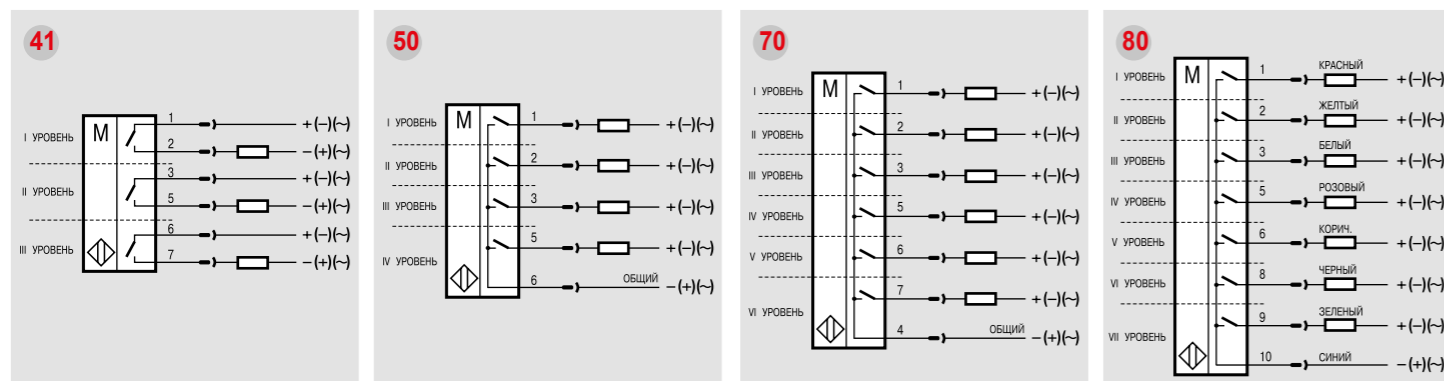 41
M
I УРОВЕНЬ
1 +(–)(~)
2 –(+)(~)
II УРОВЕНЬ
3 +(–)(~)
5 –(+)(~)
III УРОВЕНЬ
6 +(–)(~)
7 –(+)(~)
50
M
I УРОВЕНЬ 1 +(–)(~)
II УРОВЕНЬ 2 +(–)(~)
III УРОВЕНЬ 3 +(–)(~)
IV УРОВЕНЬ 5 +(–)(~)
6 ОБЩИЙ –(+)(~)
70
M
I УРОВЕНЬ 1 +(–)(~)
II УРОВЕНЬ 2 +(–)(~)
III УРОВЕНЬ 3 +(–)(~)
IV УРОВЕНЬ 5 +(–)(~)
V УРОВЕНЬ 6 +(–)(~)
VI УРОВЕНЬ 7 +(–)(~)
4 ОБЩИЙ –(+)(~)
80
M
I УРОВЕНЬ 1 КРАСНЫЙ +(–)(~)
II УРОВЕНЬ 2 ЖЕЛТЫЙ +(–)(~)
III УРОВЕНЬ 3 БЕЛЫЙ +(–)(~)
IV УРОВЕНЬ 5 РОЗОВЫЙ +(–)(~)
V УРОВЕНЬ 6 КОРИЧ. +(–)(~)
VI УРОВЕНЬ 8 ЧЕРНЫЙ +(–)(~)
VII УРОВЕНЬ 9 ЗЕЛЕНЫЙ +(–)(~)
10 СИНИЙ –(+)(~)